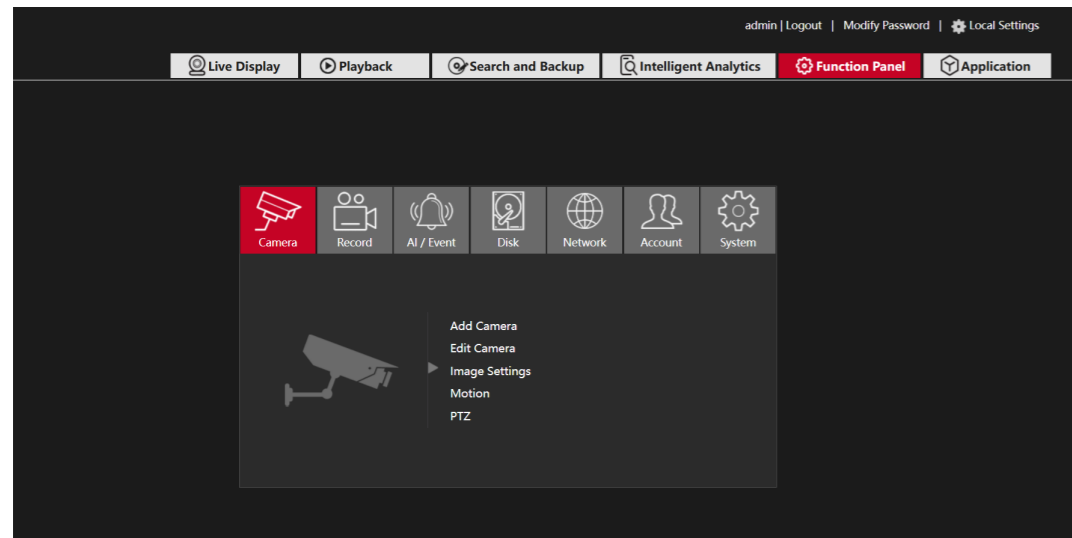 admin | Logout | Modify Password | Local Settings
Live Display Playback Search and Backup Intelligent Analytics Function Panel Application
Camera Record AI / Event Disk Network Account System
Add Camera
Edit Camera
Image Settings
Motion
PTZ